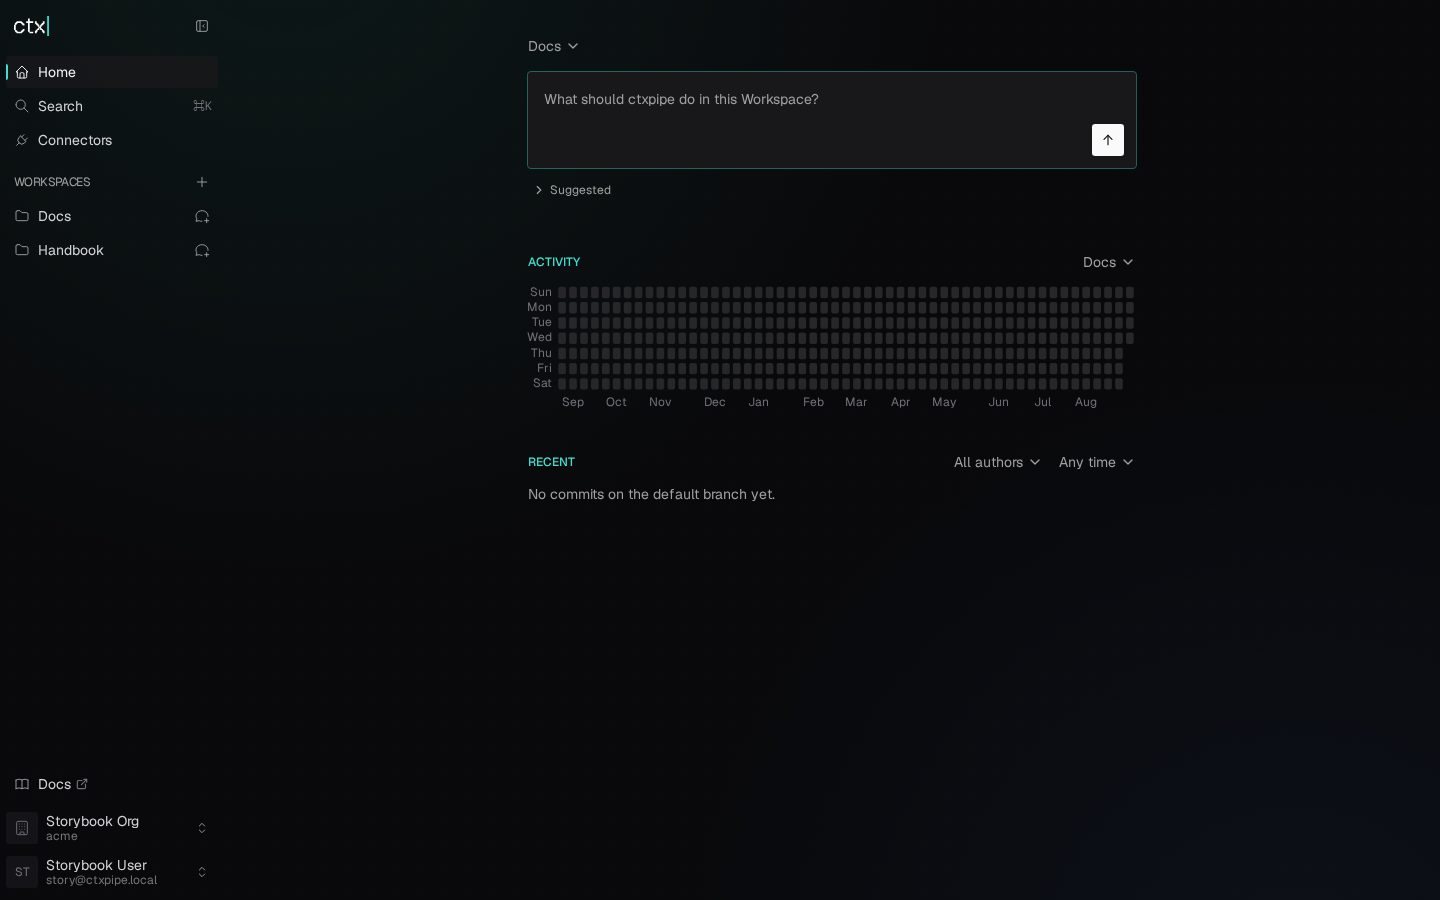 ctx
Home
Search ⌘K
Connectors
WORKSPACES
Docs
Handbook
Docs
Storybook Org
acme
ST
Storybook User
story@ctxpipe.local
Docs
What should ctxpipe do in this Workspace?
Suggested
ACTIVITY Docs
Sun
Mon
Tue
Wed
Thu
Fri
Sat
Sep Oct Nov Dec Jan Feb Mar Apr May Jun Jul Aug
RECENT All authors Any time
No commits on the default branch yet.